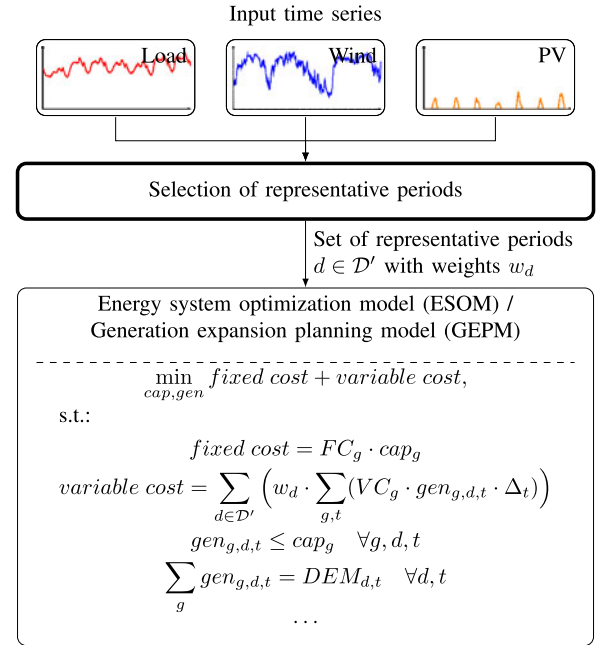 Input time series
Load
Wind
PV
Selection of representative periods
Set of representative periods
d ∈ 𝒟′ with weights w_d
Energy system optimization model (ESOM) /
Generation expansion planning model (GEPM)
min_{cap,gen} fixed cost + variable cost,
s.t.:
fixed cost = FC_g · cap_g
variable cost = ∑_{d∈𝒟′} (w_d · ∑_{g,t} (VC_g · gen_{g,d,t} · Δ_t))
gen_{g,d,t} ≤ cap_g ∀g, d, t
∑_g gen_{g,d,t} = DEM_{d,t} ∀d, t
...